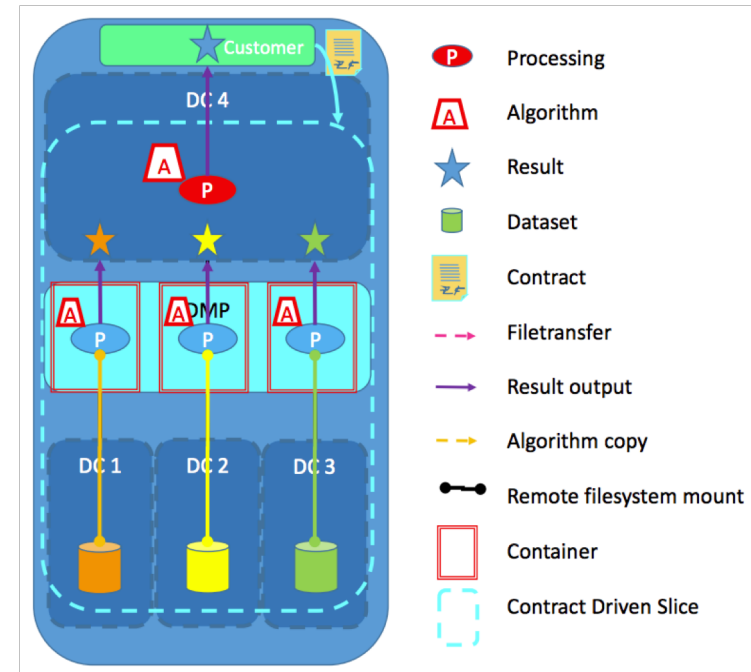 Customer
DC 4
A
P
A
A
DMP
A
P
P
P
DC 1
DC 2
DC 3
P
Processing
A
Algorithm
Result
Dataset
Contract
Filetransfer
Result output
Algorithm copy
Remote filesystem mount
Container
Contract Driven Slice